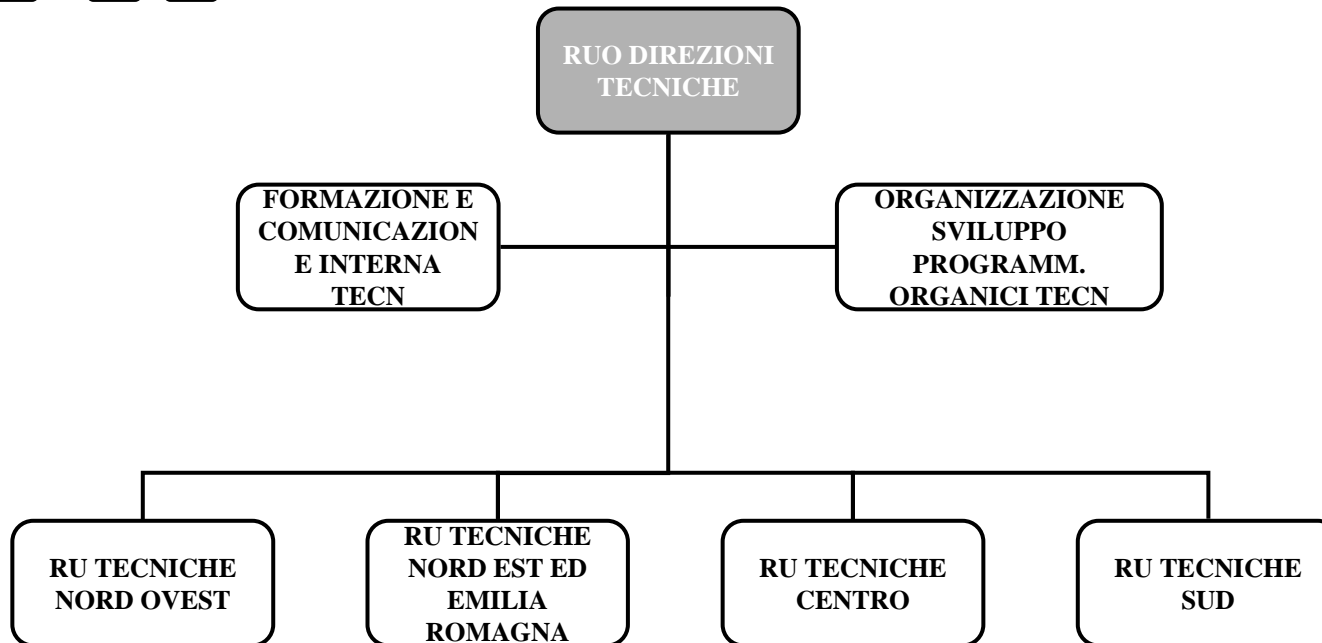 RUO DIREZIONI
TECNICHE
FORMAZIONE E
COMUNICAZION
E INTERNA
TECN
ORGANIZZAZIONE
SVILUPPO
PROGRAMM.
ORGANICI TECN
RU TECNICHE
NORD OVEST
RU TECNICHE
NORD EST ED
EMILIA
ROMAGNA
RU TECNICHE
CENTRO
RU TECNICHE
SUD